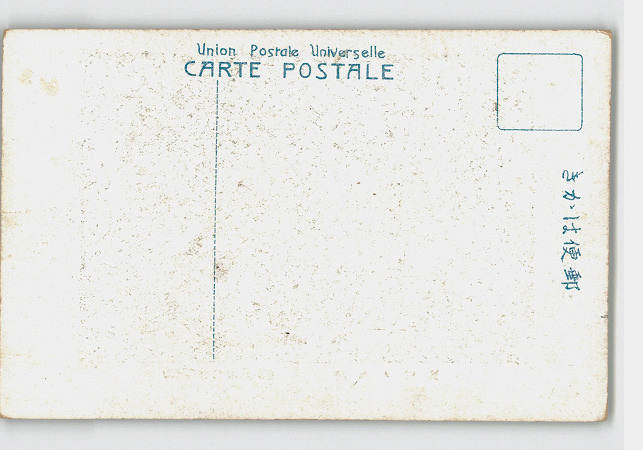 Union Postale Universelle
CARTE POSTALE
郵便はかき